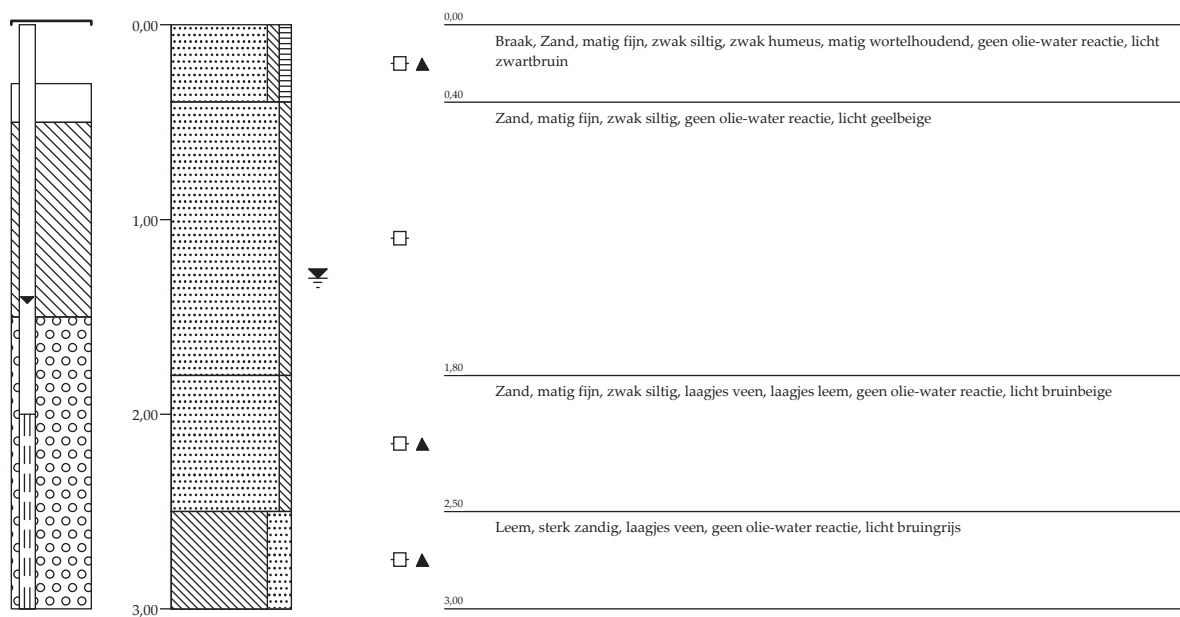 0,00
1,00
2,00
3,00
0,00
Braak, Zand, matig fijn, zwak siltig, zwak humeus, matig wortelhoudend, geen olie-water reactie, licht
zwartbruin
0,40
Zand, matig fijn, zwak siltig, geen olie-water reactie, licht geelbeige
1,80
Zand, matig fijn, zwak siltig, laagjes veen, laagjes leem, geen olie-water reactie, licht bruinbeige
2,50
Leem, sterk zandig, laagjes veen, geen olie-water reactie, licht bruingrijs
3,00